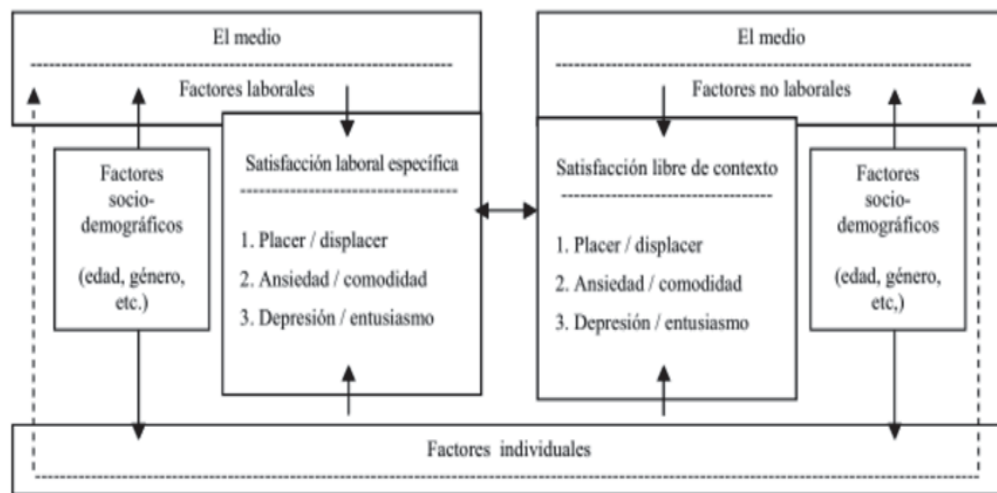 El medio
Factores laborales
Factores
socio-
demográficos
(edad, género,
etc.)
Satisfacción laboral específica
1. Placer / displacer
2. Ansiedad / comodidad
3. Depresión / entusiasmo
El medio
Factores no laborales
Satisfacción libre de contexto
1. Placer / displacer
2. Ansiedad / comodidad
3. Depresión / entusiasmo
Factores
socio-
demográficos
(edad, género,
etc,)
Factores individuales